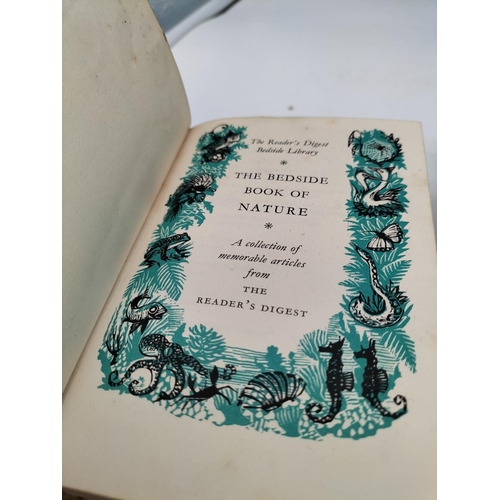 The Reader's Digest
Bedside Library
THE BEDSIDE
BOOK OF
NATURE
A collection of
memorable articles
from
THE
READER'S DIGEST